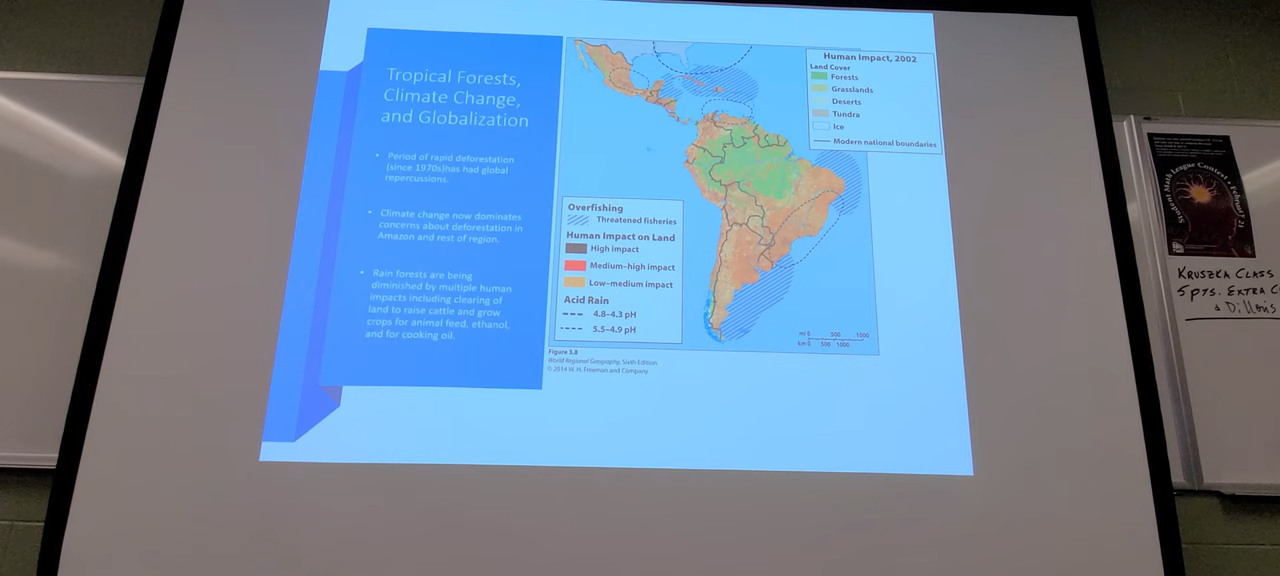 Tropical Forests,
Climate Change,
and Globalization
• Period of rapid deforestation
(since 1970s)has had global
repercussions.
• Climate change now dominates
concerns about deforestation in
Amazon and rest of region.
• Rain forests are being
diminished by multiple human
impacts including clearing of
land to raise cattle and grow
crops for animal feed, ethanol,
and for cooking oil.
Human Impact, 2002
Land Cover
Forests
Grasslands
Deserts
Tundra
Ice
Modern national boundaries
Overfishing
Threatened fisheries
Human Impact on Land
High impact
Medium–high impact
Low–medium impact
Acid Rain
4.8–4.3 pH
5.5–4.9 pH
mi 0 500 1000
km 0 500 1000
Figure 3.8
World Regional Geography, Sixth Edition
© 2014 W. H. Freeman and Company
Student Math League Contest • February 21
KRUSZKA CLASS
5 PTS. EXTRA